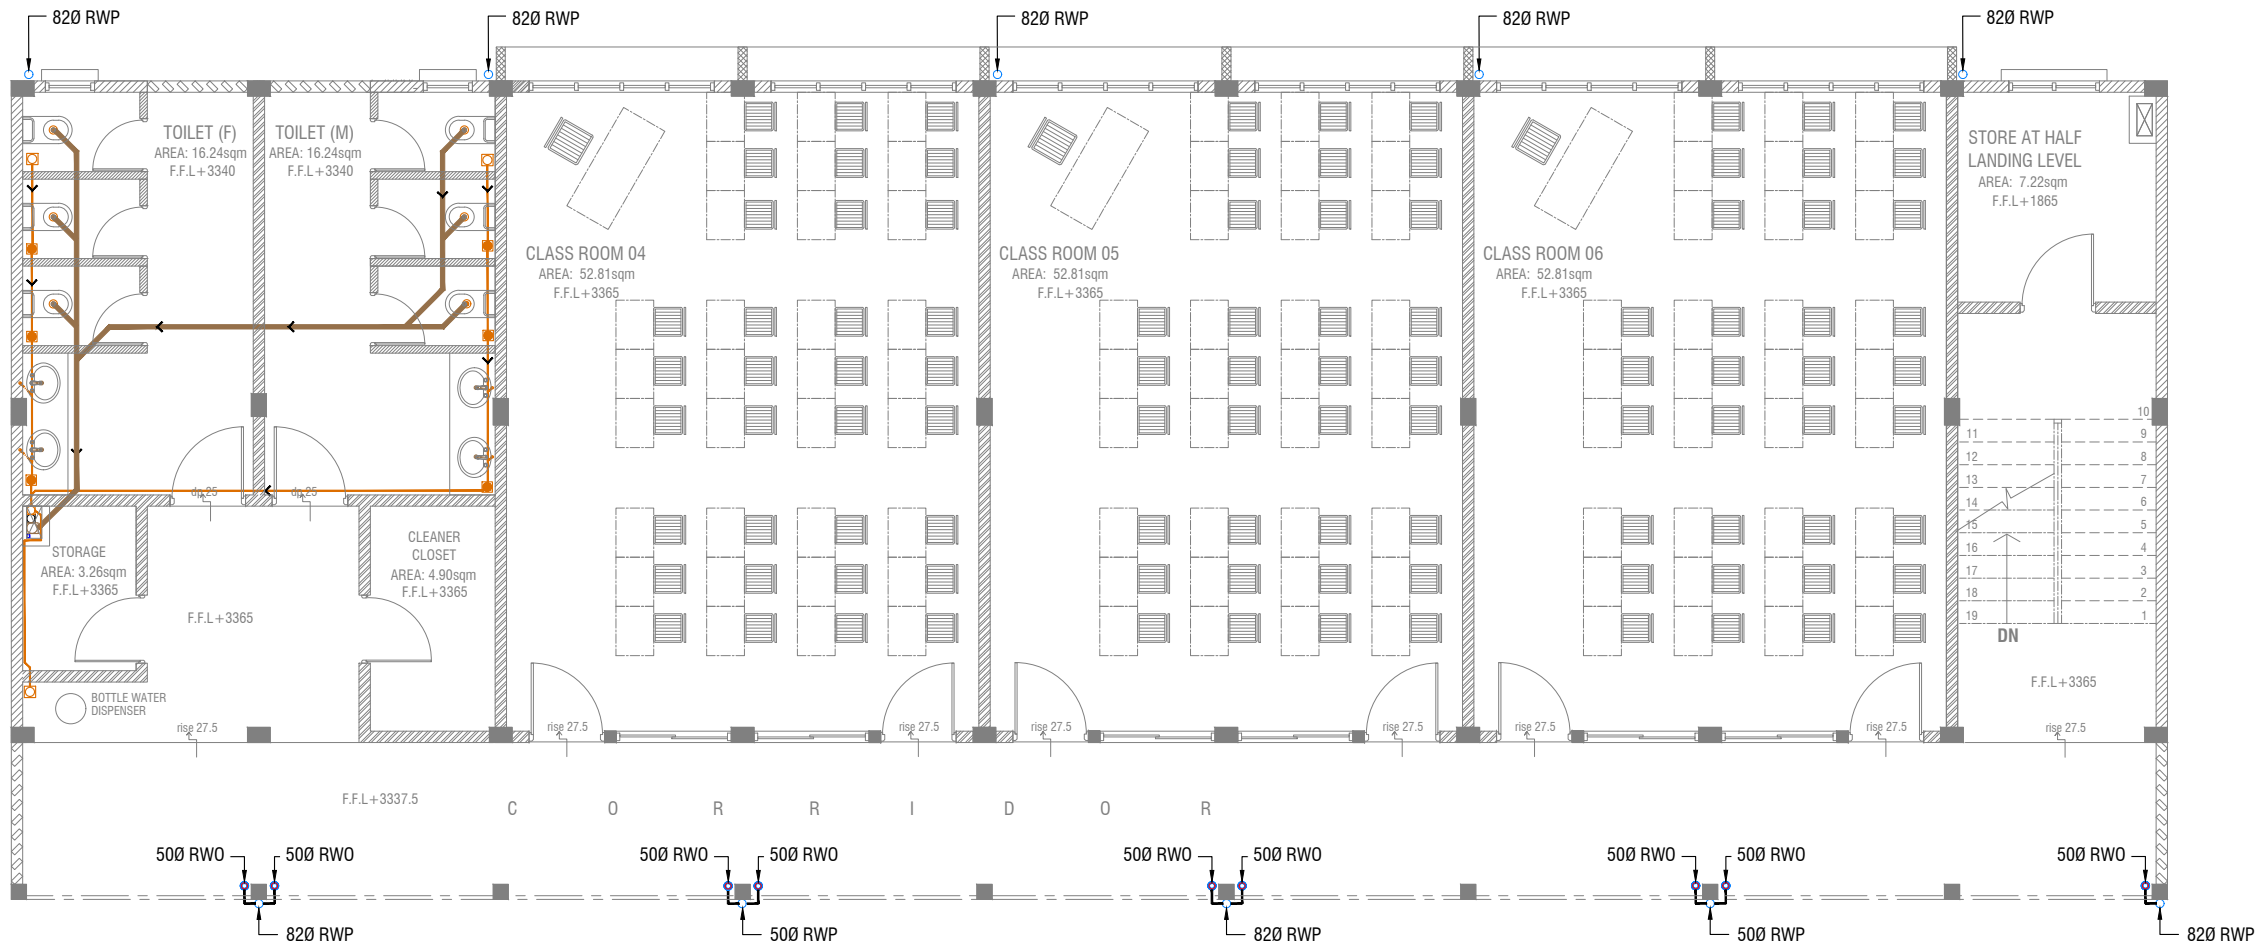 82Ø RWP
82Ø RWP
82Ø RWP
82Ø RWP
82Ø RWP
TOILET (F)
AREA: 16.24sqm
F.F.L+3340
TOILET (M)
AREA: 16.24sqm
F.F.L+3340
STORE AT HALF
LANDING LEVEL
AREA: 7.22sqm
F.F.L+1865
CLASS ROOM 04
AREA: 52.81sqm
F.F.L+3365
CLASS ROOM 05
AREA: 52.81sqm
F.F.L+3365
CLASS ROOM 06
AREA: 52.81sqm
F.F.L+3365
10
11
9
12
8
13
7
14
6
15
5
16
4
17
3
18
2
19
1
DN
dp 25
dp 25
STORAGE
AREA: 3.26sqm
F.F.L+3365
CLEANER
CLOSET
AREA: 4.90sqm
F.F.L+3365
F.F.L+3365
F.F.L+3365
BOTTLE WATER
DISPENSER
rise 27.5
rise 27.5
rise 27.5
rise 27.5
rise 27.5
rise 27.5
rise 27.5
rise 27.5
F.F.L+3337.5
C O R R I D O R
50Ø RWO
50Ø RWO
50Ø RWO
50Ø RWO
50Ø RWO
50Ø RWO
50Ø RWO
50Ø RWO
50Ø RWO
82Ø RWP
50Ø RWP
82Ø RWP
50Ø RWP
82Ø RWP